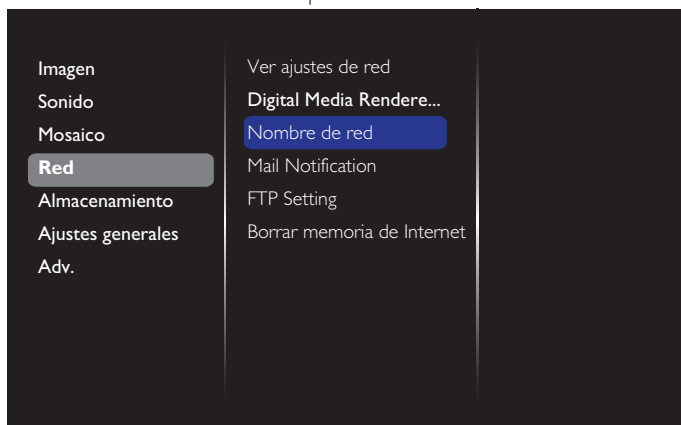 Imagen
Sonido
Mosaico
Red
Almacenamiento
Ajustes generales
Adv.
Ver ajustes de red
Digital Media Rendere...
Nombre de red
Mail Notification
FTP Setting
Borrar memoria de Internet